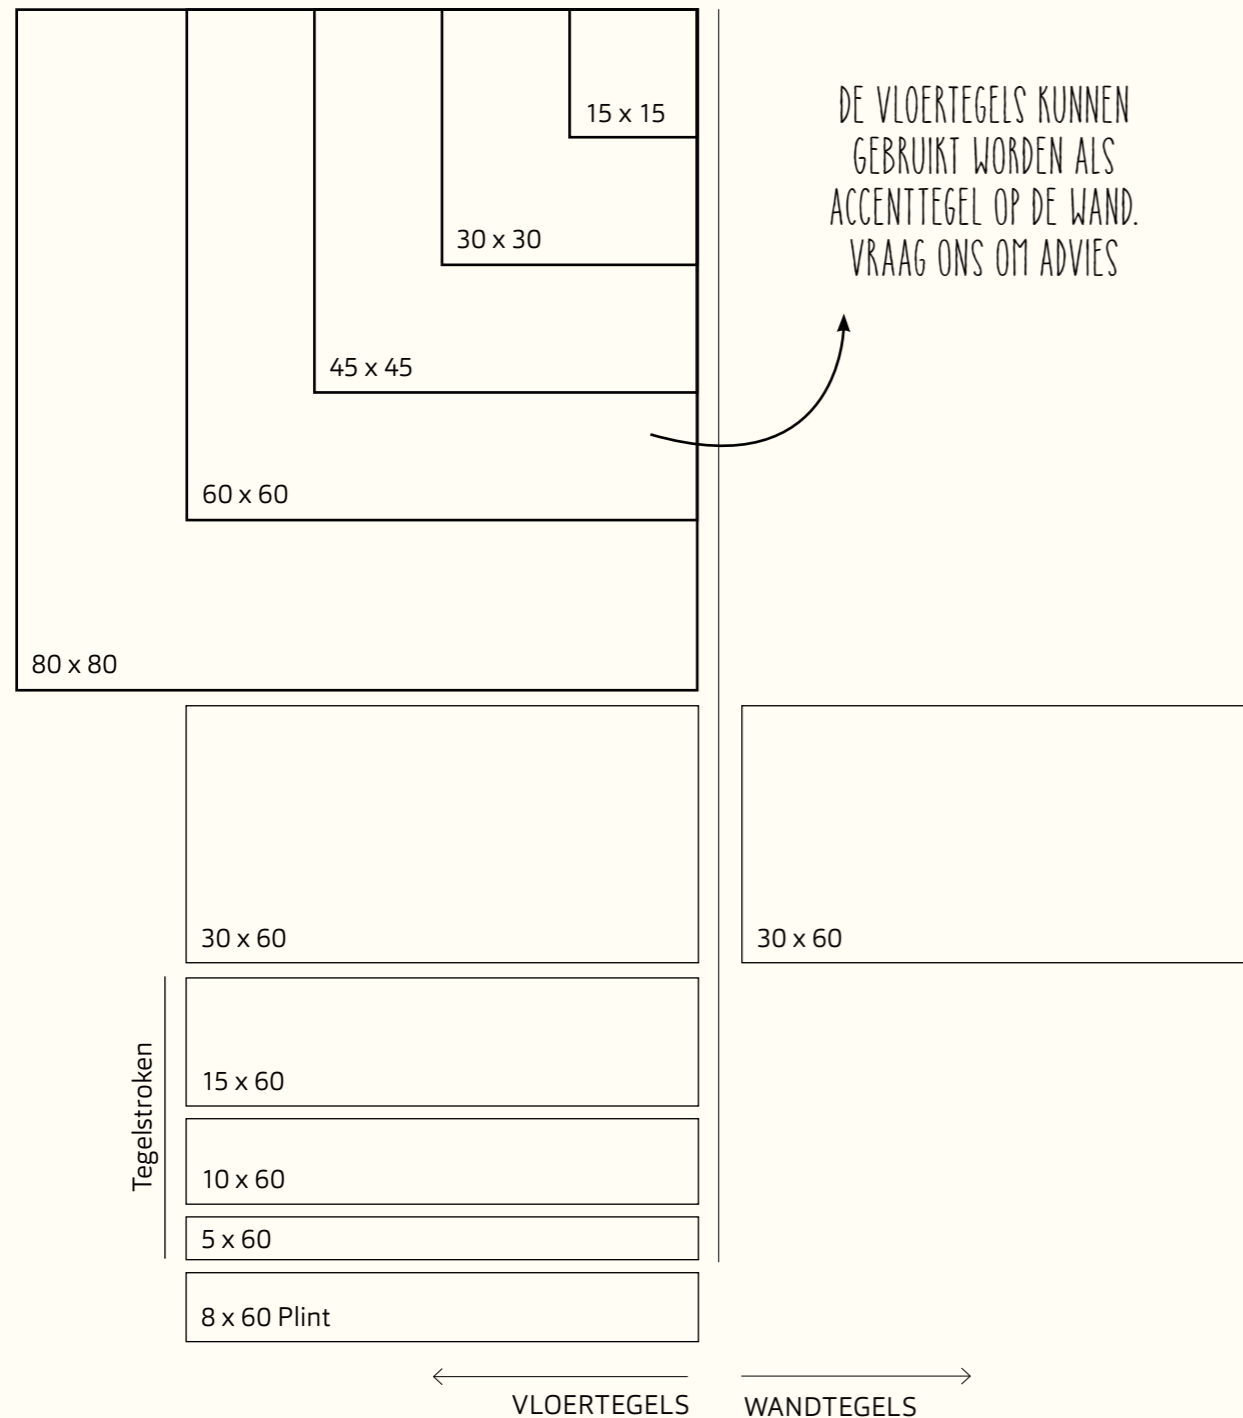 15 x 15
30 x 30
45 x 45
60 x 60
80 x 80
DE VLOERTEGELS KUNNEN
GEBRUIKT WORDEN ALS
ACCENTTEGEL OP DE WAND.
VRAAG ONS OM ADVIES
30 x 60
30 x 60
Tegelstroken
15 x 60
10 x 60
5 x 60
8 x 60 Plint
VLOERTEGELS
WANDTEGELS